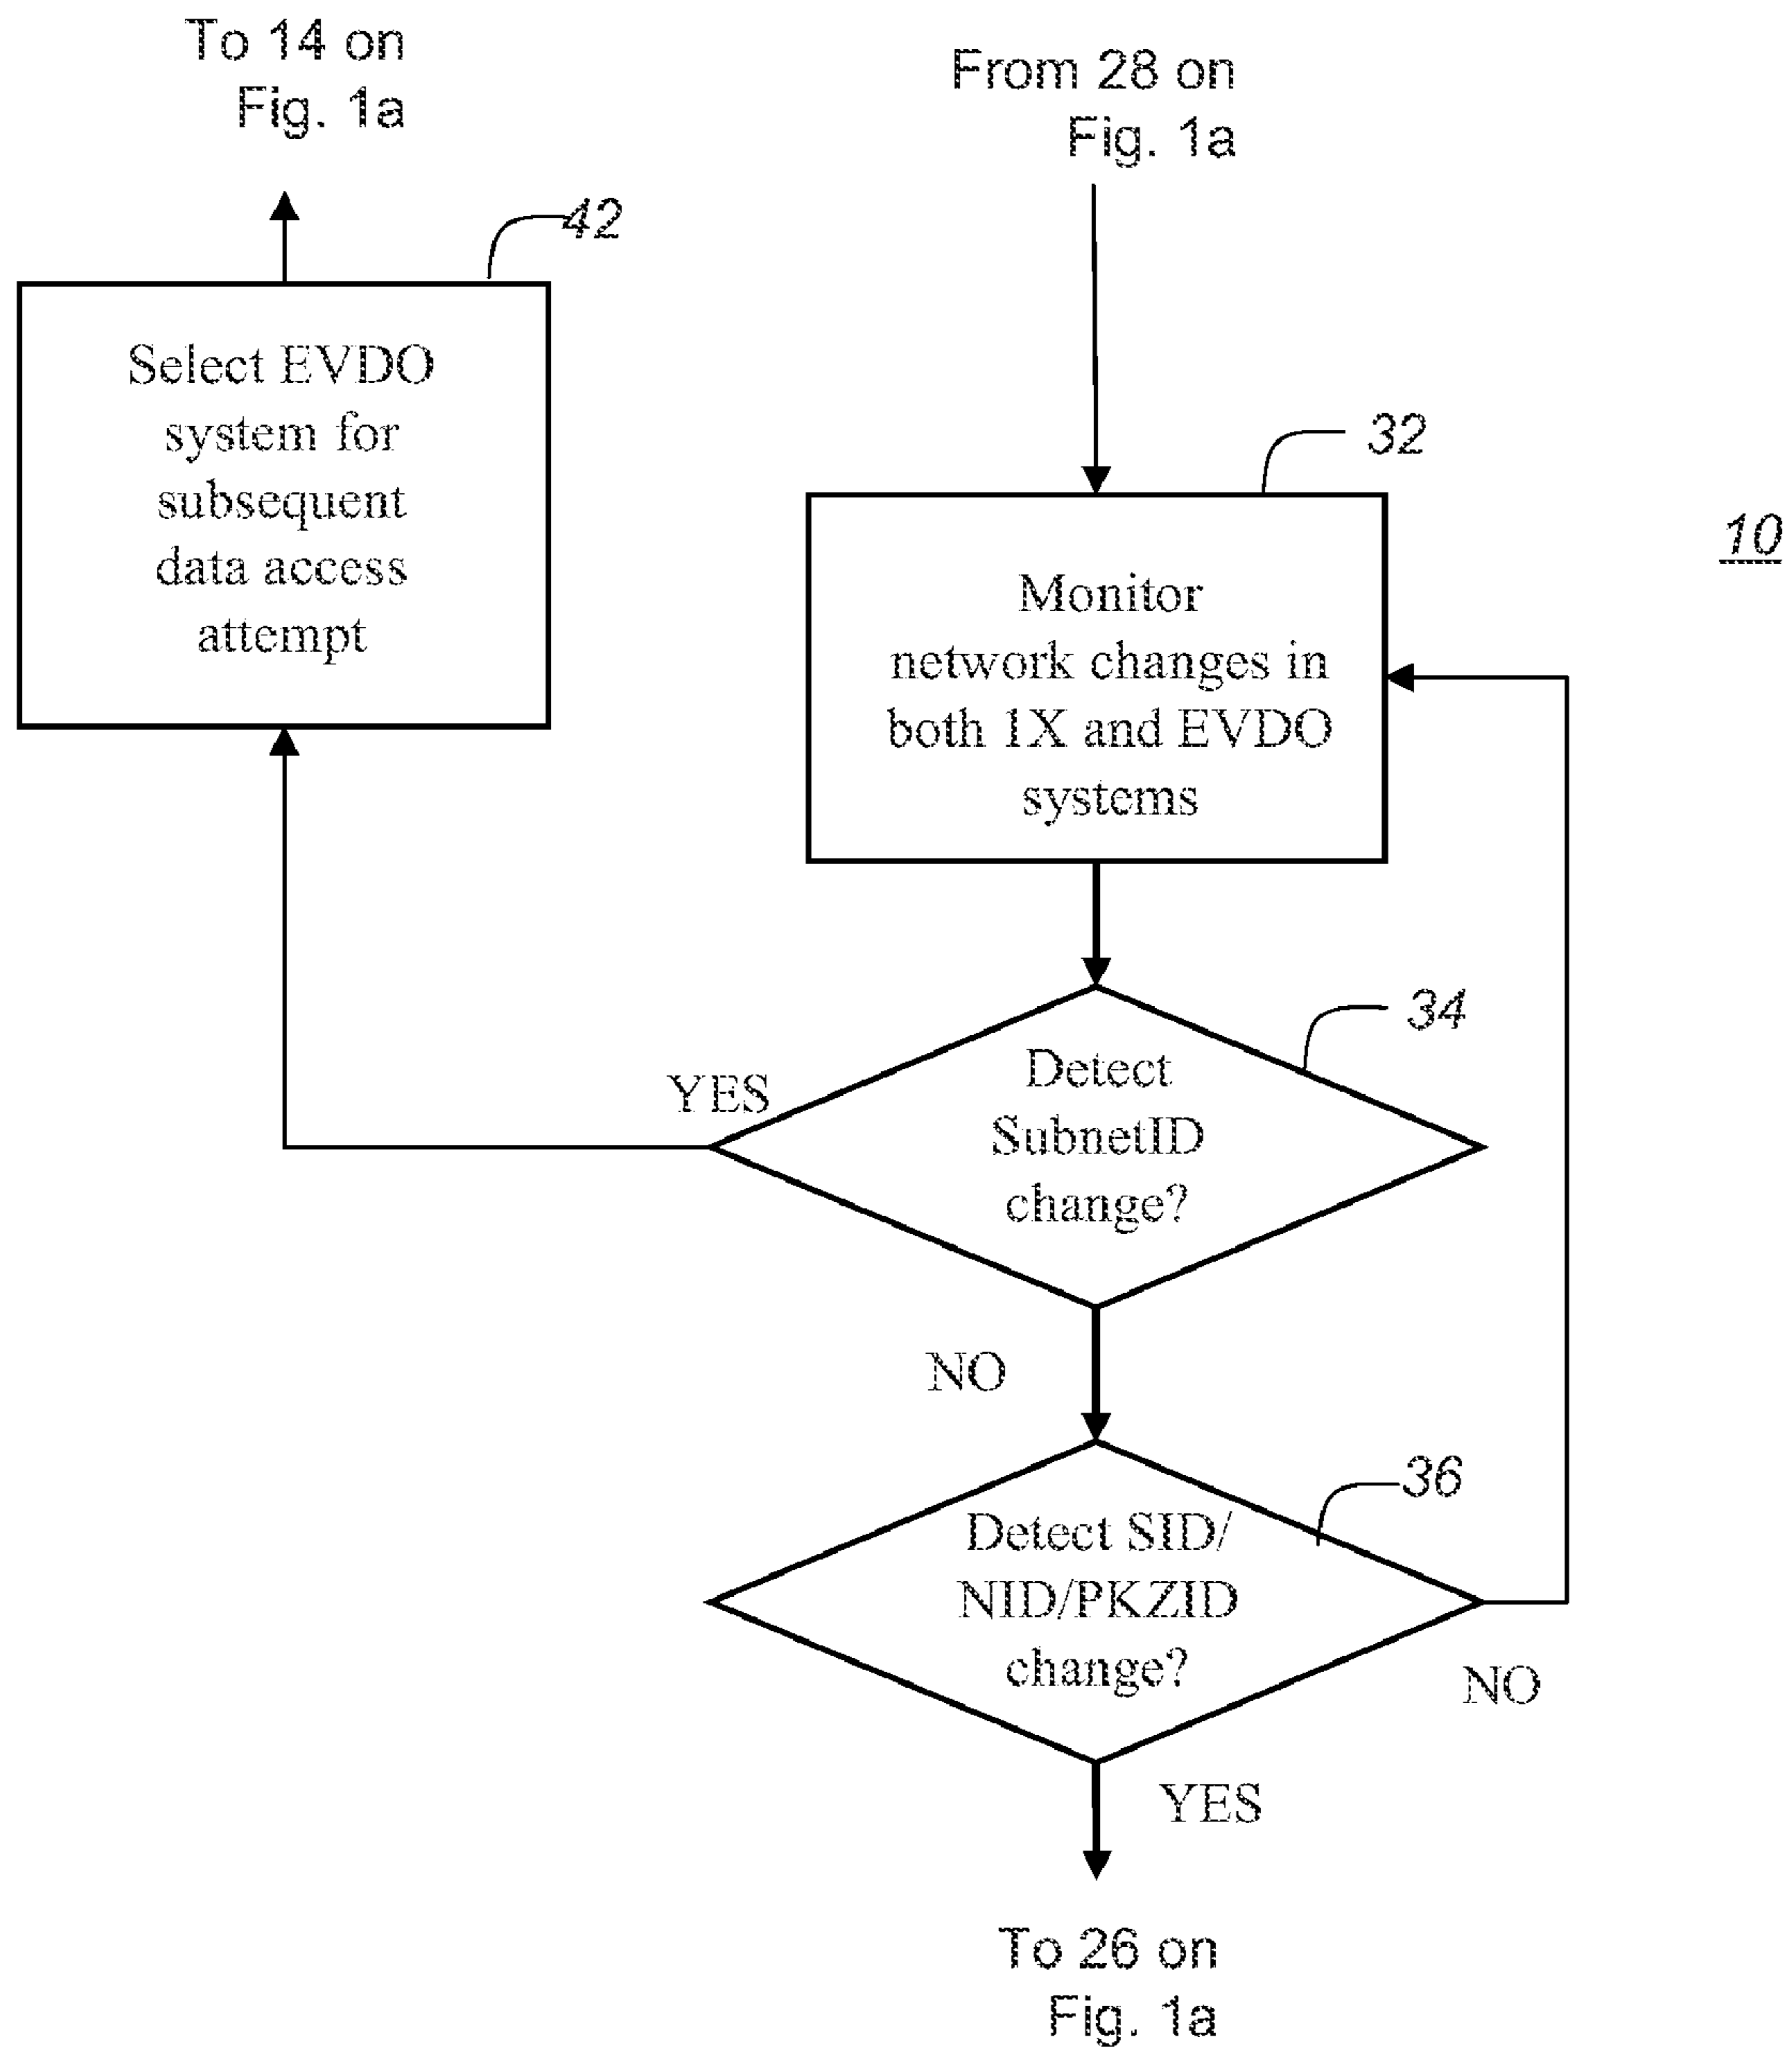 To 14 on
Fig. 1a
From 28 on
Fig. 1a
42
Select EVDO
system for
subsequent
data access
attempt
32
10
Monitor
network changes in
both 1X and EVDO
systems
34
Detect
SubnetID
change?
YES
NO
36
Detect SID/
NID/PKZID
change?
NO
YES
To 26 on
Fig. 1a